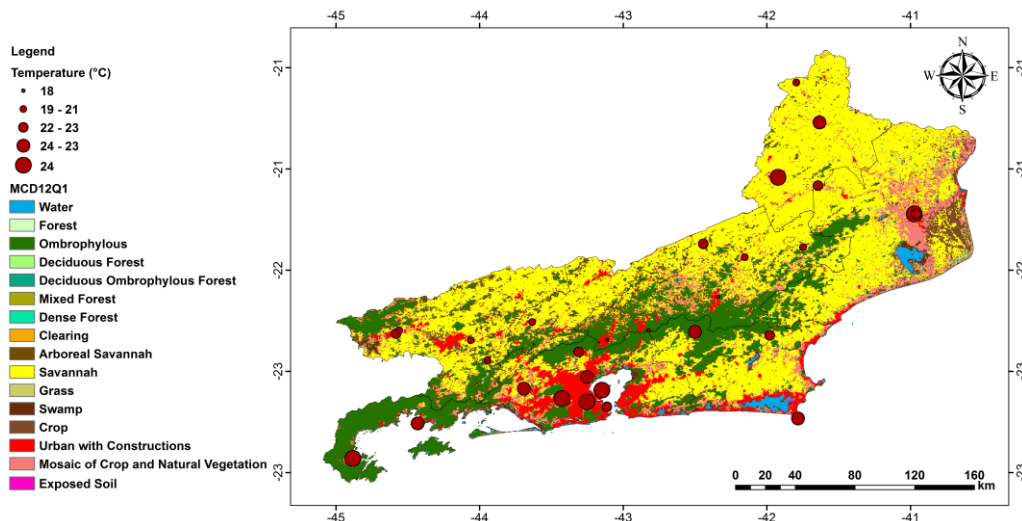 -45 -44 -43 -42 -41
Legend
Temperature (°C)
18
19 - 21
22 - 23
24 - 23
24
MCD12Q1
Water
Forest
Ombrophylous
Deciduous Forest
Deciduous Ombrophylous Forest
Mixed Forest
Dense Forest
Clearing
Arboreal Savannah
Savannah
Grass
Swamp
Crop
Urban with Constructions
Mosaic of Crop and Natural Vegetation
Exposed Soil
-21
-21
-22
-23
-23
N
W E
S
-21
-21
-22
-23
-23
0 20 40 80 120 160
km
-45 -44 -43 -42 -41